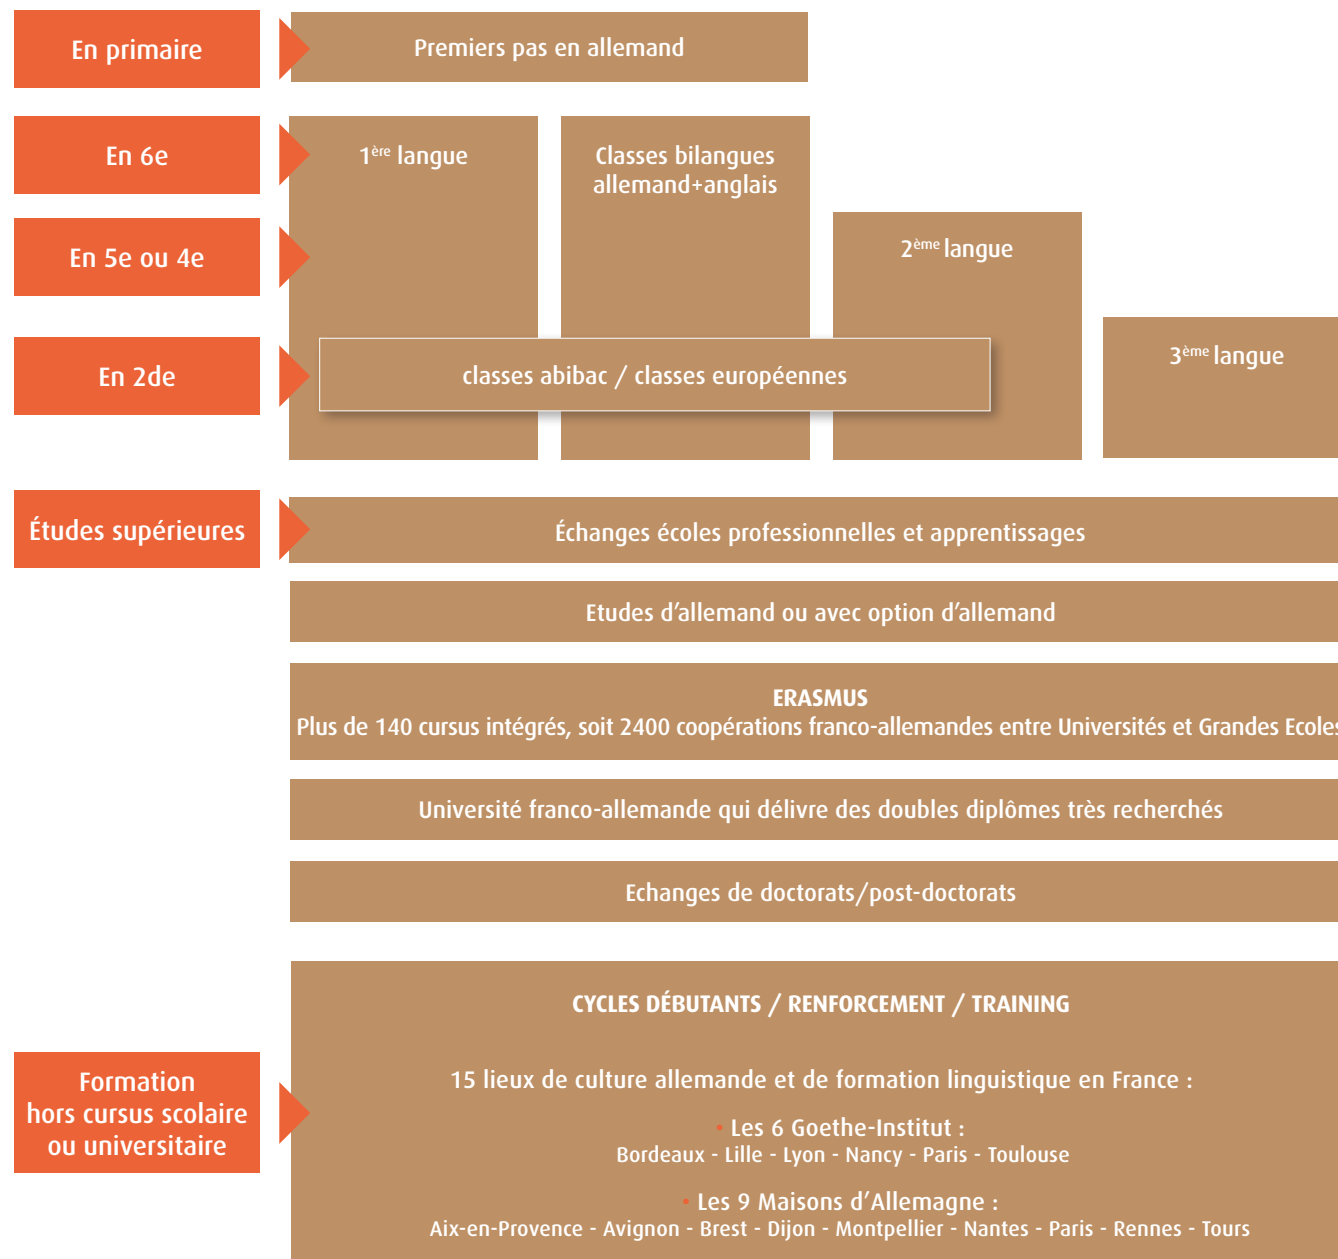 En primaire
Premiers pas en allemand
En 6e
1ère langue
Classes bilangues
allemand+anglais
En 5e ou 4e
2ème langue
En 2de
classes abibac / classes européennes
3ème langue
Études supérieures
Échanges écoles professionnelles et apprentissages
Etudes d’allemand ou avec option d’allemand
ERASMUS
Plus de 140 cursus intégrés, soit 2400 coopérations franco-allemandes entre Universités et Grandes Ecoles
Université franco-allemande qui délivre des doubles diplômes très recherchés
Echanges de doctorats/post-doctorats
Formation
hors cursus scolaire
ou universitaire
CYCLES DÉBUTANTS / RENFORCEMENT / TRAINING
15 lieux de culture allemande et de formation linguistique en France :
• Les 6 Goethe-Institut :
Bordeaux - Lille - Lyon - Nancy - Paris - Toulouse
• Les 9 Maisons d’Allemagne :
Aix-en-Provence - Avignon - Brest - Dijon - Montpellier - Nantes - Paris - Rennes - Tours